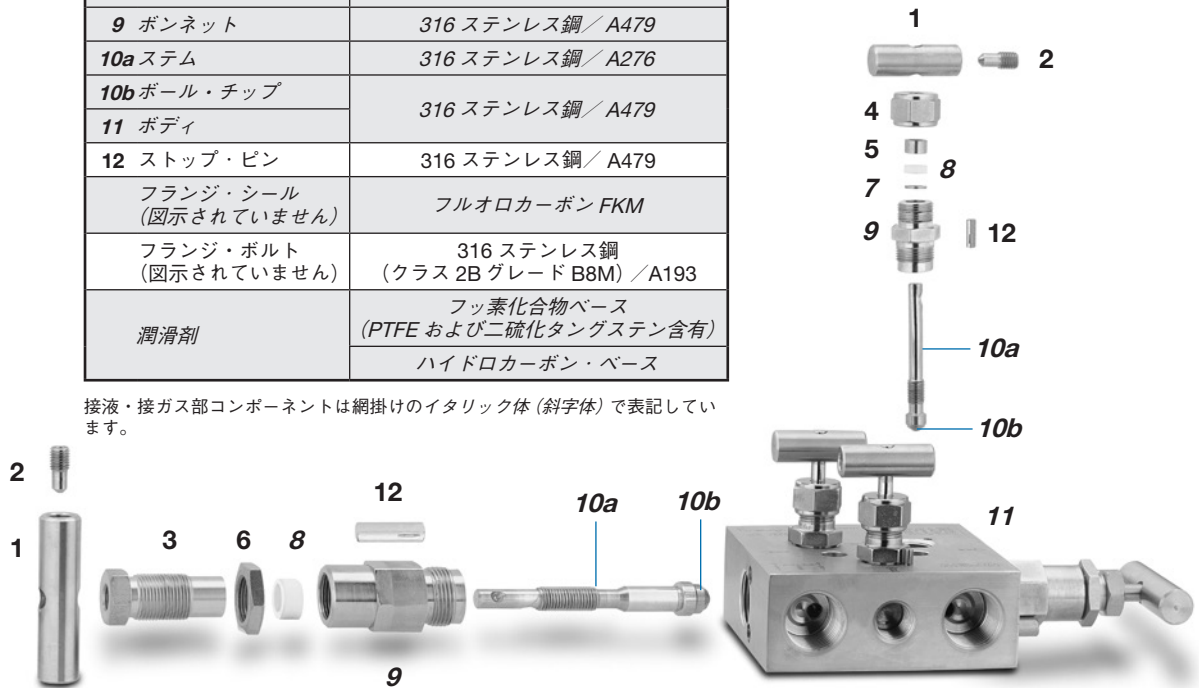 9 ボンネット 316 ステンレス鋼／ A479
10a ステム 316 ステンレス鋼／ A276
10b ボール・チップ 316 ステンレス鋼／ A479
11 ボディ
12 ストップ・ピン 316 ステンレス鋼／ A479
フランジ・シール
（図示されていません） フルオロカーボン FKM
フランジ・ボルト 316 ステンレス鋼
（図示されていません） （クラス 2B グレード B8M）／A193
潤滑剤 フッ素化合物ベース
（PTFE および二硫化タングステン含有）
ハイドロカーボン・ベース
接液・接ガス部コンポーネントは網掛けのイタリック体（斜字体）で表記してい
ます。
1
2
4
5
8
7
9
12
10a
10b
11
2
1
3
6
8
12
9
10a
10b